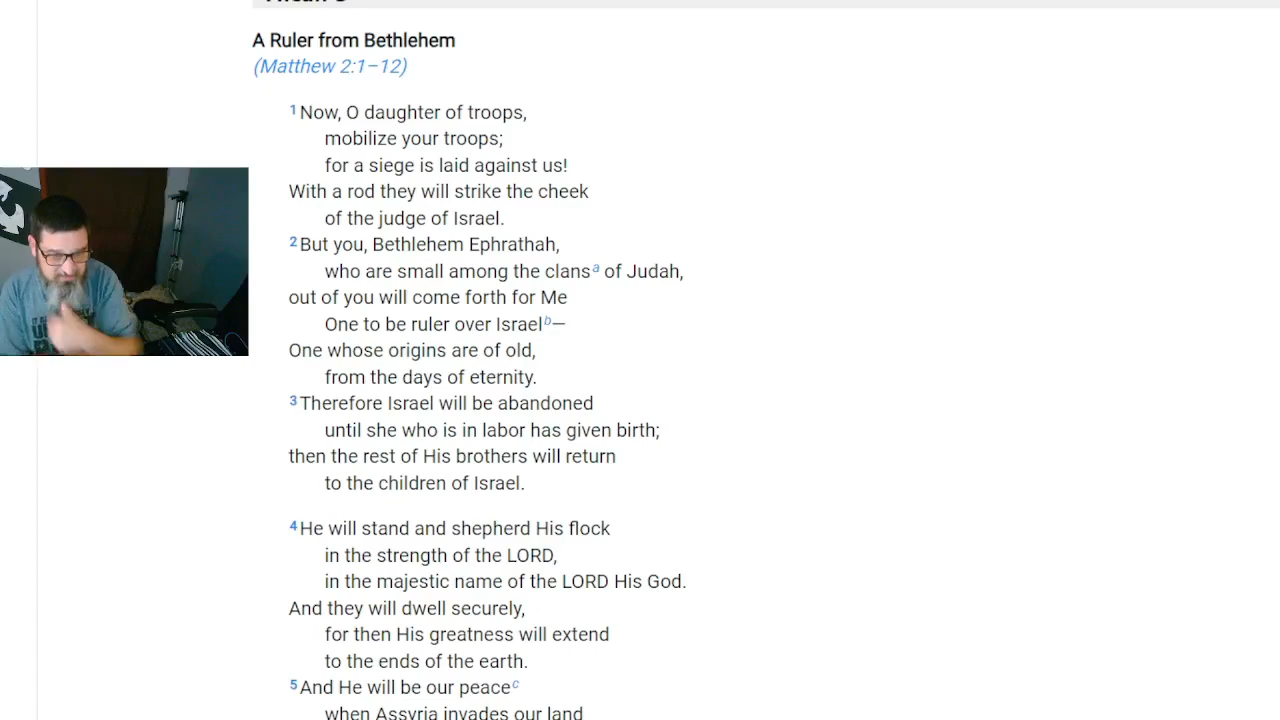 A Ruler from Bethlehem
(Matthew 2:1–12)
1 Now, O daughter of troops,
mobilize your troops;
for a siege is laid against us!
With a rod they will strike the cheek
of the judge of Israel.
2 But you, Bethlehem Ephrathah,
who are small among the clans a of Judah,
out of you will come forth for Me
One to be ruler over Israel b—
One whose origins are of old,
from the days of eternity.
3 Therefore Israel will be abandoned
until she who is in labor has given birth;
then the rest of His brothers will return
to the children of Israel.
4 He will stand and shepherd His flock
in the strength of the LORD,
in the majestic name of the LORD His God.
And they will dwell securely,
for then His greatness will extend
to the ends of the earth.
5 And He will be our peace c
when Assyria invades our land